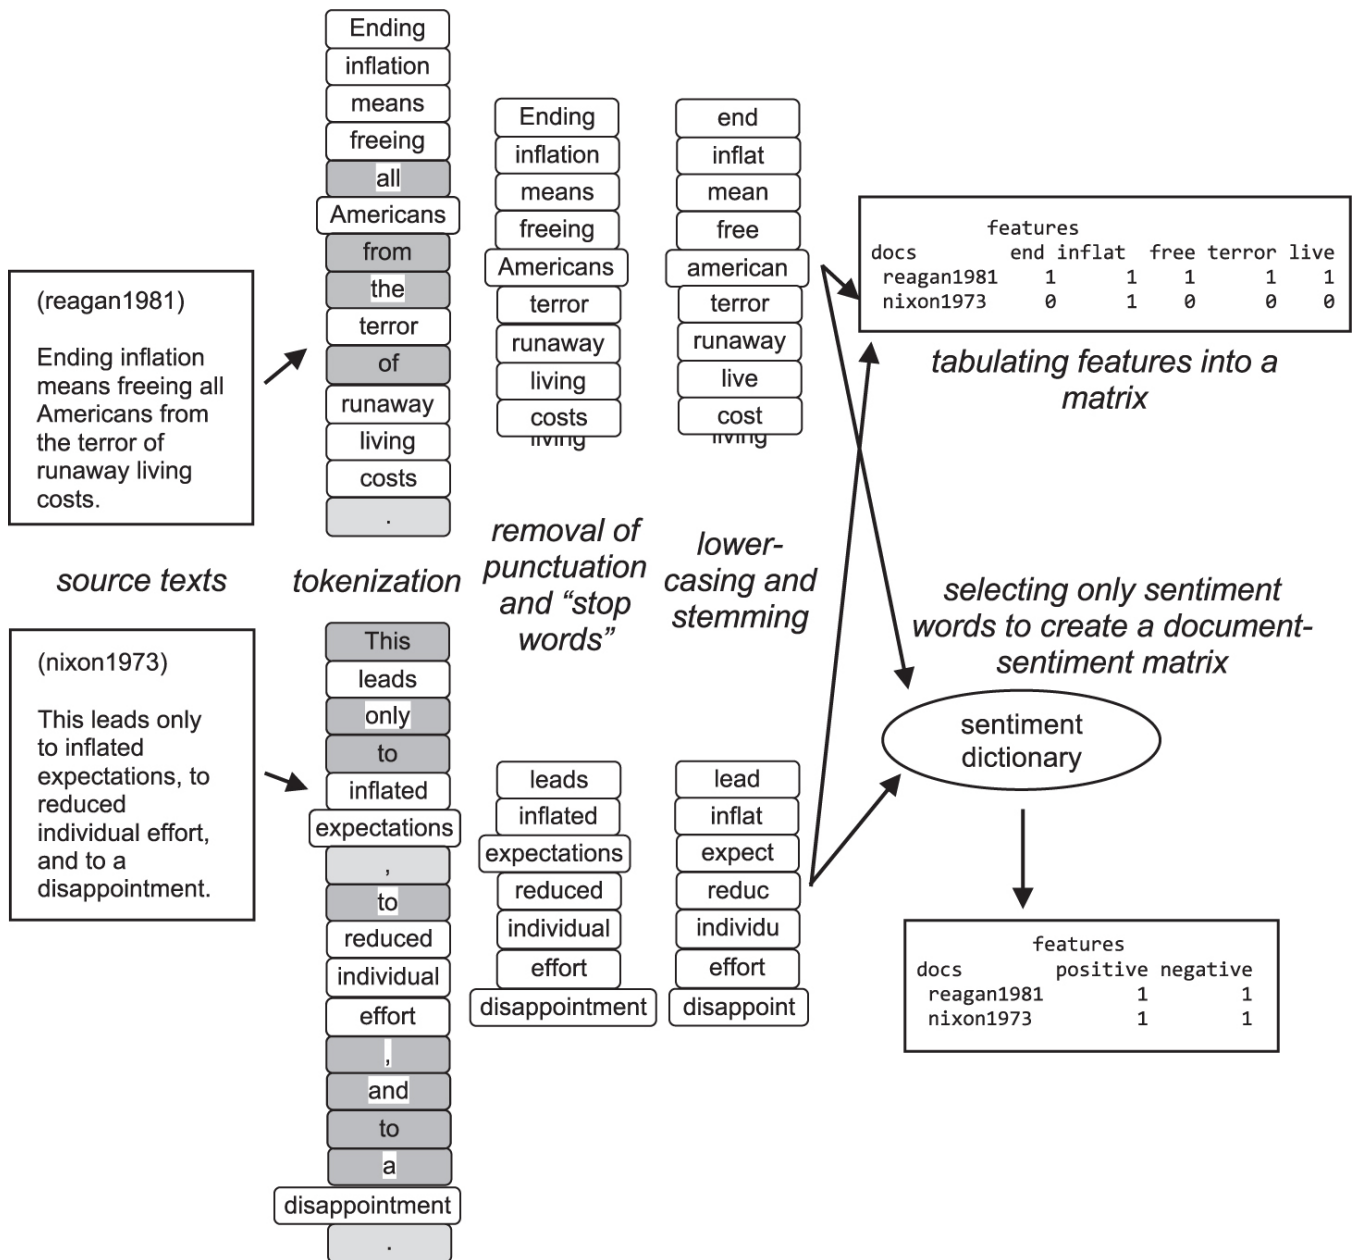 (reagan1981)
Ending inflation
means freeing all
Americans from
the terror of
runaway living
costs.
source texts
(nixon1973)
This leads only
to inflated
expectations, to
reduced
individual effort,
and to a
disappointment.
Ending
inflation
means
freeing
all
Americans
from
the
terror
of
runaway
living
costs
.
tokenization
This
leads
only
to
inflated
expectations
,
to
reduced
individual
effort
,
and
to
a
disappointment
.
Ending
inflation
means
freeing
Americans
terror
runaway
living
costs
living
removal of
punctuation
and “stop
words”
leads
inflated
expectations
reduced
individual
effort
disappointment
end
inflat
mean
free
american
terror
runaway
live
cost
living
lower-
casing and
stemming
lead
inflat
expect
reduc
individu
effort
disappoint
features
docs end inflat free terror live
reagan1981 1 1 1 1 1
nixon1973 0 1 0 0 0
tabulating features into a
matrix
selecting only sentiment
words to create a document-
sentiment matrix
sentiment
dictionary
features
docs positive negative
reagan1981 1 1
nixon1973 1 1